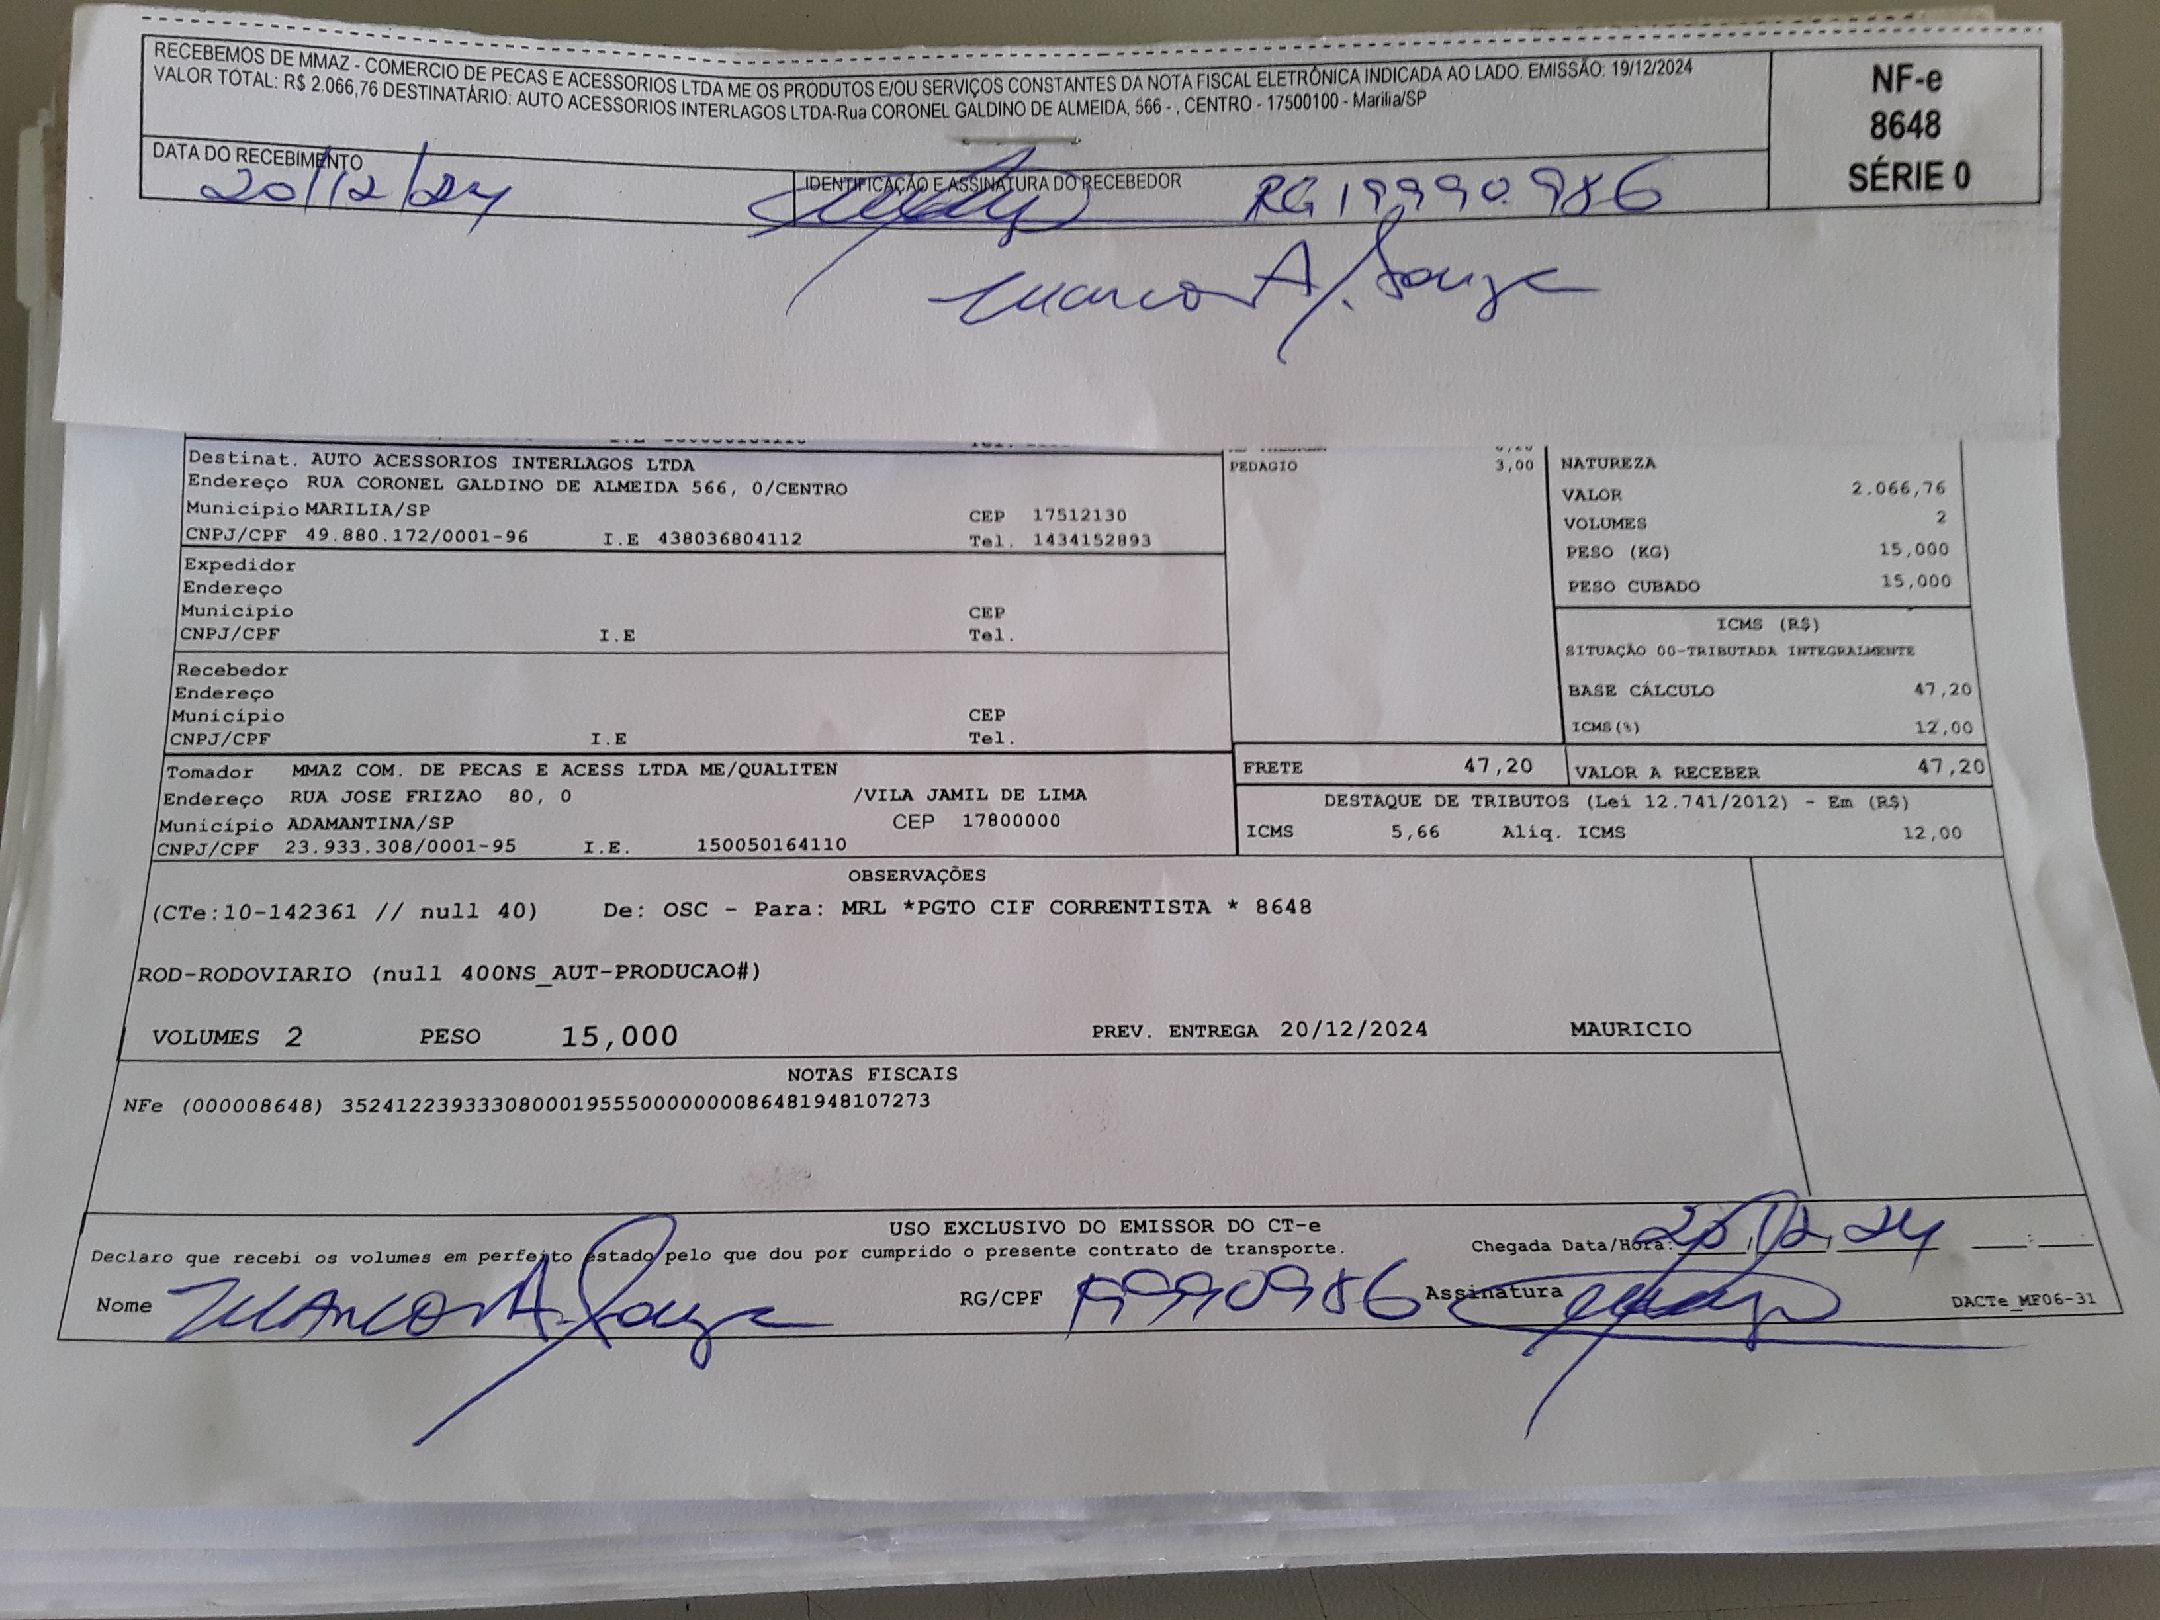 RECEBEMOS DE MMAZ - COMERCIO DE PECAS E ACESSORIOS LTDA ME OS PRODUTOS E/OU SERVIÇOS CONSTANTES DA NOTA FISCAL ELETRÔNICA INDICADA AO LADO. EMISSÃO: 19/12/2024
VALOR TOTAL: R$ 2.066,76 DESTINATÁRIO: AUTO ACESSORIOS INTERLAGOS LTDA-Rua CORONEL GALDINO DE ALMEIDA, 566 - , CENTRO - 17500100 - Marilia/SP
NF-e
8648
SÉRIE 0
DATA DO RECEBIMENTO
20/12/24
IDENTIFICAÇÃO E ASSINATURA DO RECEBEDOR
RG 19990.986
Marcos A. Souza
Destinat. AUTO ACESSORIOS INTERLAGOS LTDA
Endereço RUA CORONEL GALDINO DE ALMEIDA 566, 0/CENTRO
Município MARILIA/SP CEP 17512130
CNPJ/CPF 49.880.172/0001-96 I.E 438036804112 Tel. 1434152893
PEDAGIO 3,00
NATUREZA
VALOR 2.066,76
VOLUMES 2
PESO (KG) 15,000
PESO CUBADO 15,000
Expedidor
Endereço
Município CEP
CNPJ/CPF I.E Tel.
ICMS (R$)
SITUAÇÃO 00-TRIBUTADA INTEGRALMENTE
BASE CÁLCULO 47,20
ICMS(%) 12,00
Recebedor
Endereço
Município CEP
CNPJ/CPF I.E Tel.
FRETE 47,20 VALOR A RECEBER 47,20
Tomador MMAZ COM. DE PECAS E ACESS LTDA ME/QUALITEN
Endereço RUA JOSE FRIZAO 80, 0 /VILA JAMIL DE LIMA
Município ADAMANTINA/SP CEP 17800000
CNPJ/CPF 23.933.308/0001-95 I.E. 150050164110
DESTAQUE DE TRIBUTOS (Lei 12.741/2012) - Em (R$)
ICMS 5,66 Aliq. ICMS 12,00
OBSERVAÇÕES
(CTe:10-142361 // null 40) De: OSC - Para: MRL *PGTO CIF CORRENTISTA * 8648
ROD-RODOVIARIO (null 400NS_AUT-PRODUCAO#)
VOLUMES 2 PESO 15,000 PREV. ENTREGA 20/12/2024 MAURICIO
NOTAS FISCAIS
NFe (000008648) 35241223933308000195550000000086481948107273
USO EXCLUSIVO DO EMISSOR DO CT-e
Declaro que recebi os volumes em perfeito estado pelo que dou por cumprido o presente contrato de transporte.
Chegada Data/Hora: 20/12/24
Nome Marcos A. Souza RG/CPF 19990986 Assinatura
DACTe_MF06-31